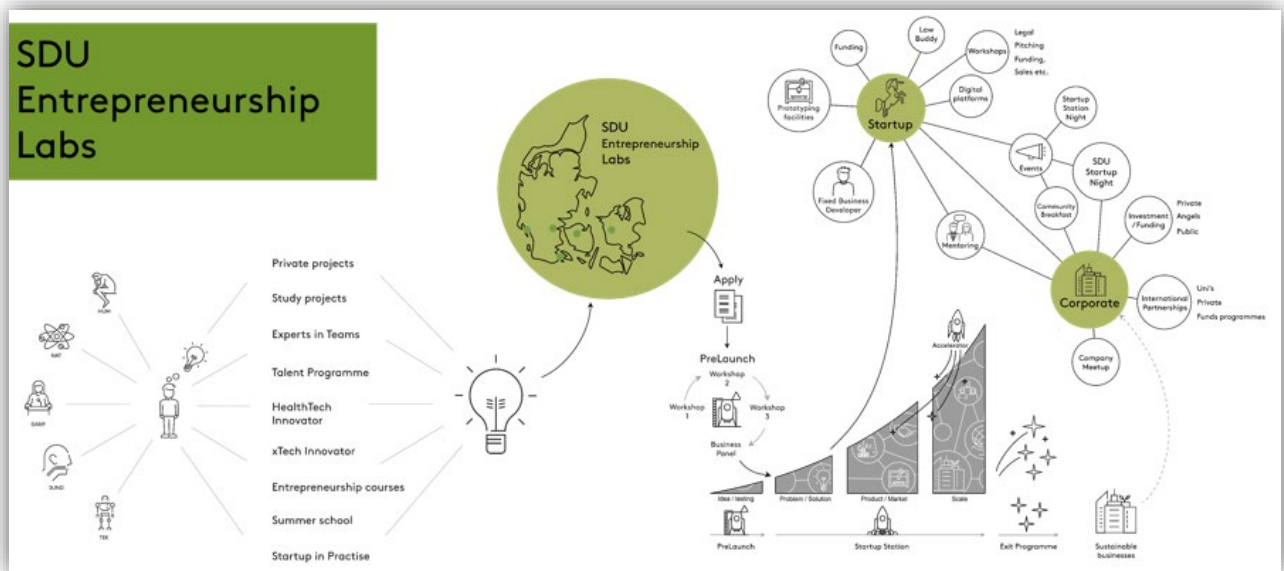 SDU
Entrepreneurship
Labs
HUM
NAT
SAMF
SUND
TEK
Private projects
Study projects
Experts in Teams
Talent Programme
HealthTech
Innovator
xTech Innovator
Entrepreneurship courses
Summer school
Startup in Practise
SDU
Entrepreneurship
Labs
Apply
PreLaunch
Workshop
1
Workshop
2
Workshop
3
Business
Panel
Idea / testing
Problem / Solution
Product / Market
Scale
Accelerator
PreLaunch
Startup Station
Exit Programme
Sustainable
businesses
Startup
Funding
Law
Buddy
Workshops
Legal
Pitching
Funding,
Sales etc.
Digital
platforms
Prototyping
facilities
Fixed Business
Developer
Mentoring
Events
Startup
Station
Night
SDU
Startup
Night
Community
Breakfast
Corporate
Investment
/Funding
Private
Angels
Public
International
Partnerships
Uni's
Private
Funds programmes
Company
Meetup